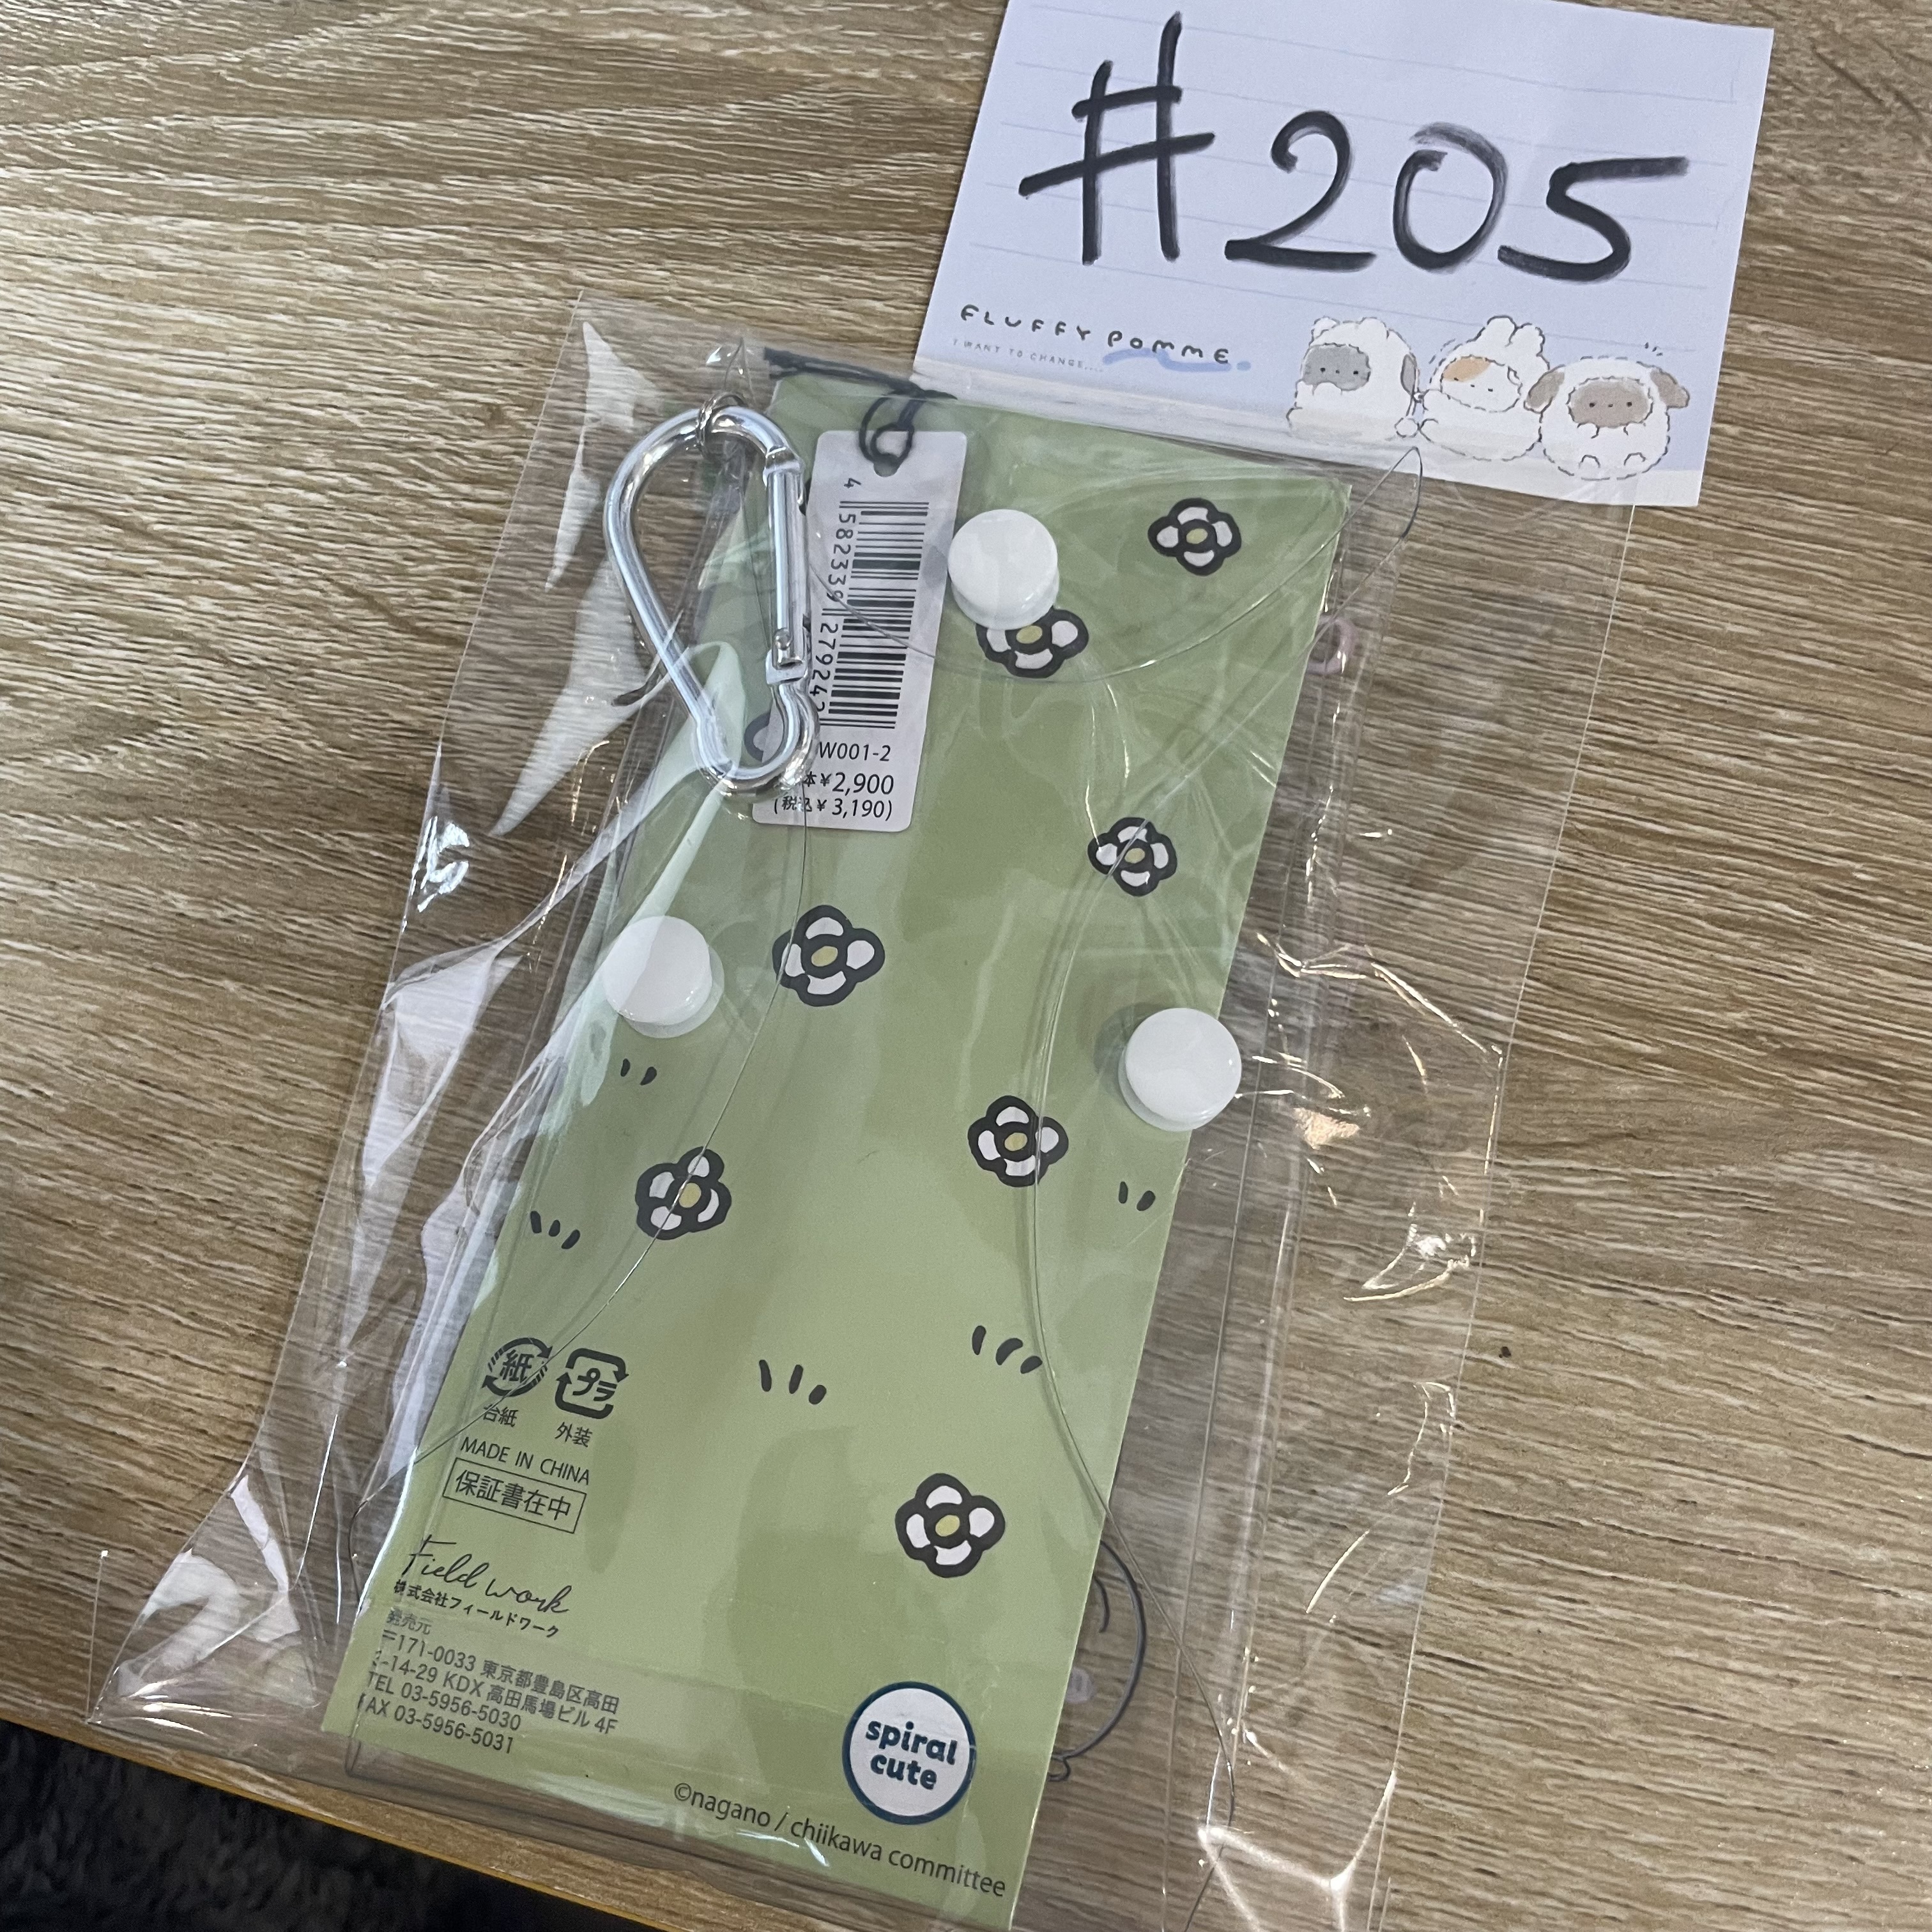 #205
FLUFFY POMME
I WANT TO CHANGE....
4 582339 27924
W001-2
本¥2,900
(税込¥3,190)
紙 プラ
台紙 外装
MADE IN CHINA
保証書在中
Field work
株式会社フィールドワーク
発売元
〒171-0033 東京都豊島区高田
3-14-29 KDX 高田馬場ビル 4F
TEL 03-5956-5030
FAX 03-5956-5031
spiral
cute
©nagano / chiikawa committee